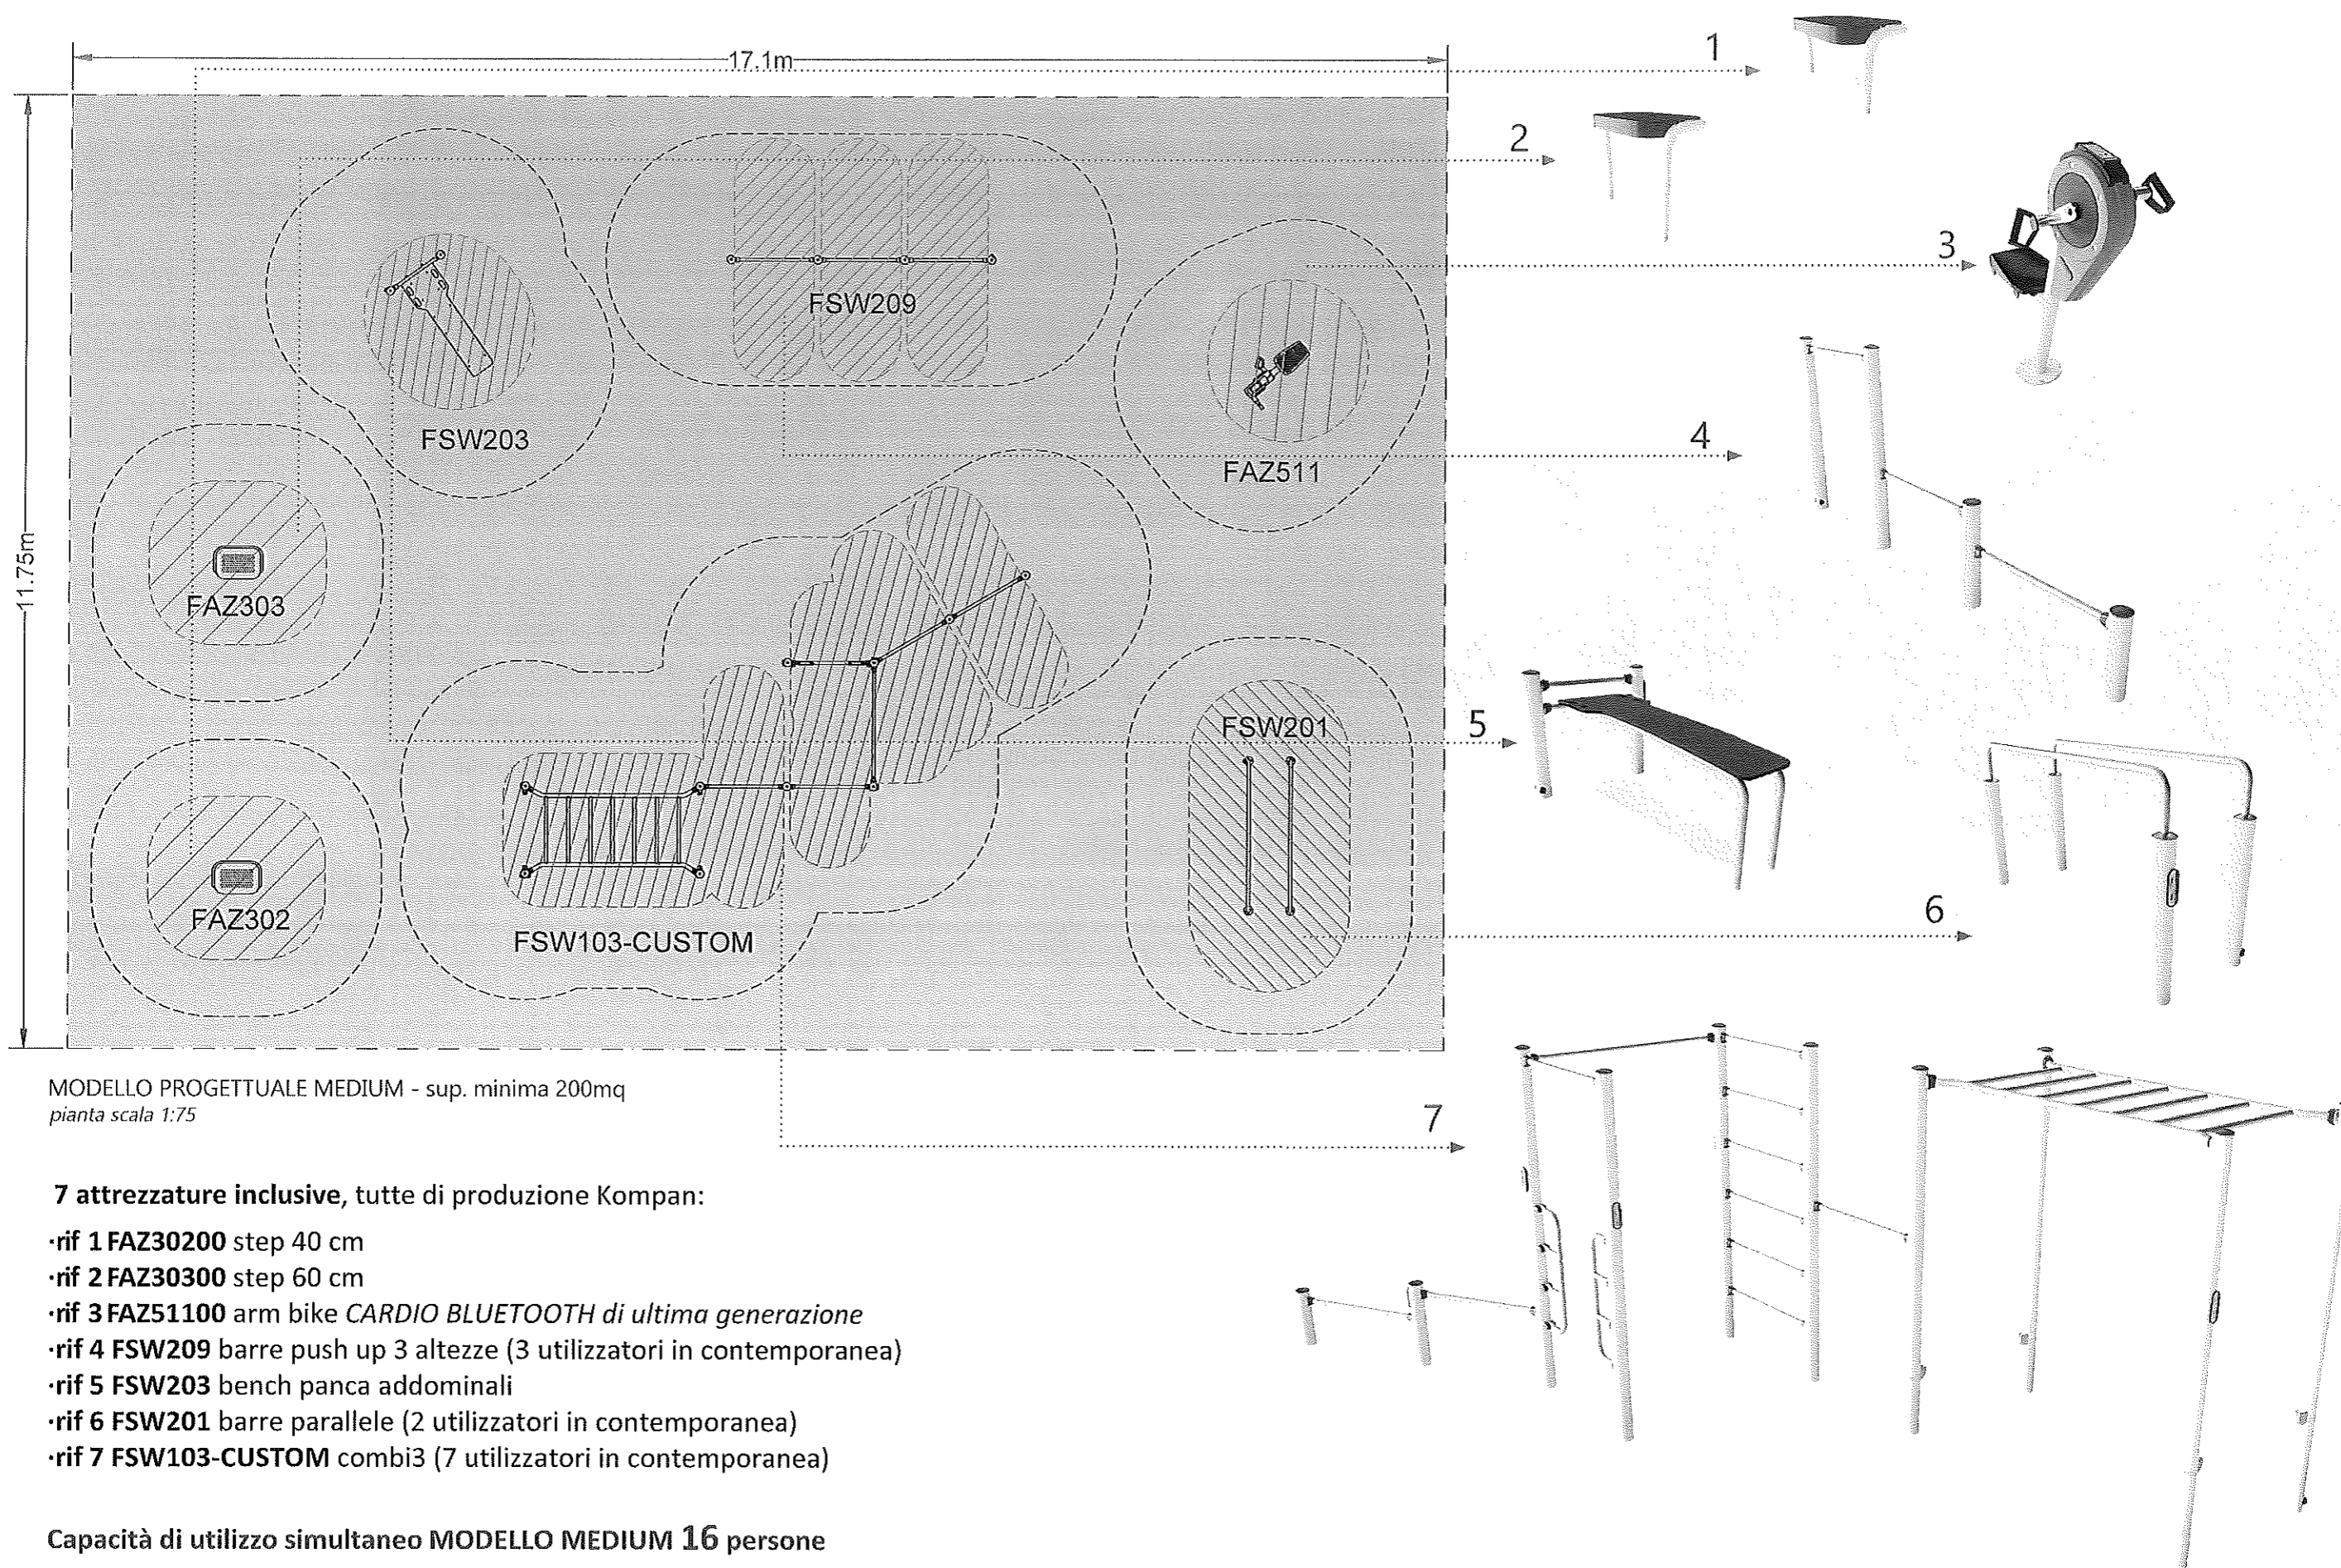 17.1m
1
2
FSW209
3
FSW203
4
FAZ511
11.75m
FAZ303
FSW201
5
FAZ302
FSW103-CUSTOM
6
MODELLO PROGETTUALE MEDIUM - sup. minima 200mq
pianta scala 1:75
7
7 attrezzature inclusive, tutte di produzione Kompan:
·rif 1 FAZ30200 step 40 cm
·rif 2 FAZ30300 step 60 cm
·rif 3 FAZ51100 arm bike CARDIO BLUETOOTH di ultima generazione
·rif 4 FSW209 barre push up 3 altezze (3 utilizzatori in contemporanea)
·rif 5 FSW203 bench panca addominali
·rif 6 FSW201 barre parallele (2 utilizzatori in contemporanea)
·rif 7 FSW103-CUSTOM combi3 (7 utilizzatori in contemporanea)
Capacità di utilizzo simultaneo MODELLO MEDIUM 16 persone